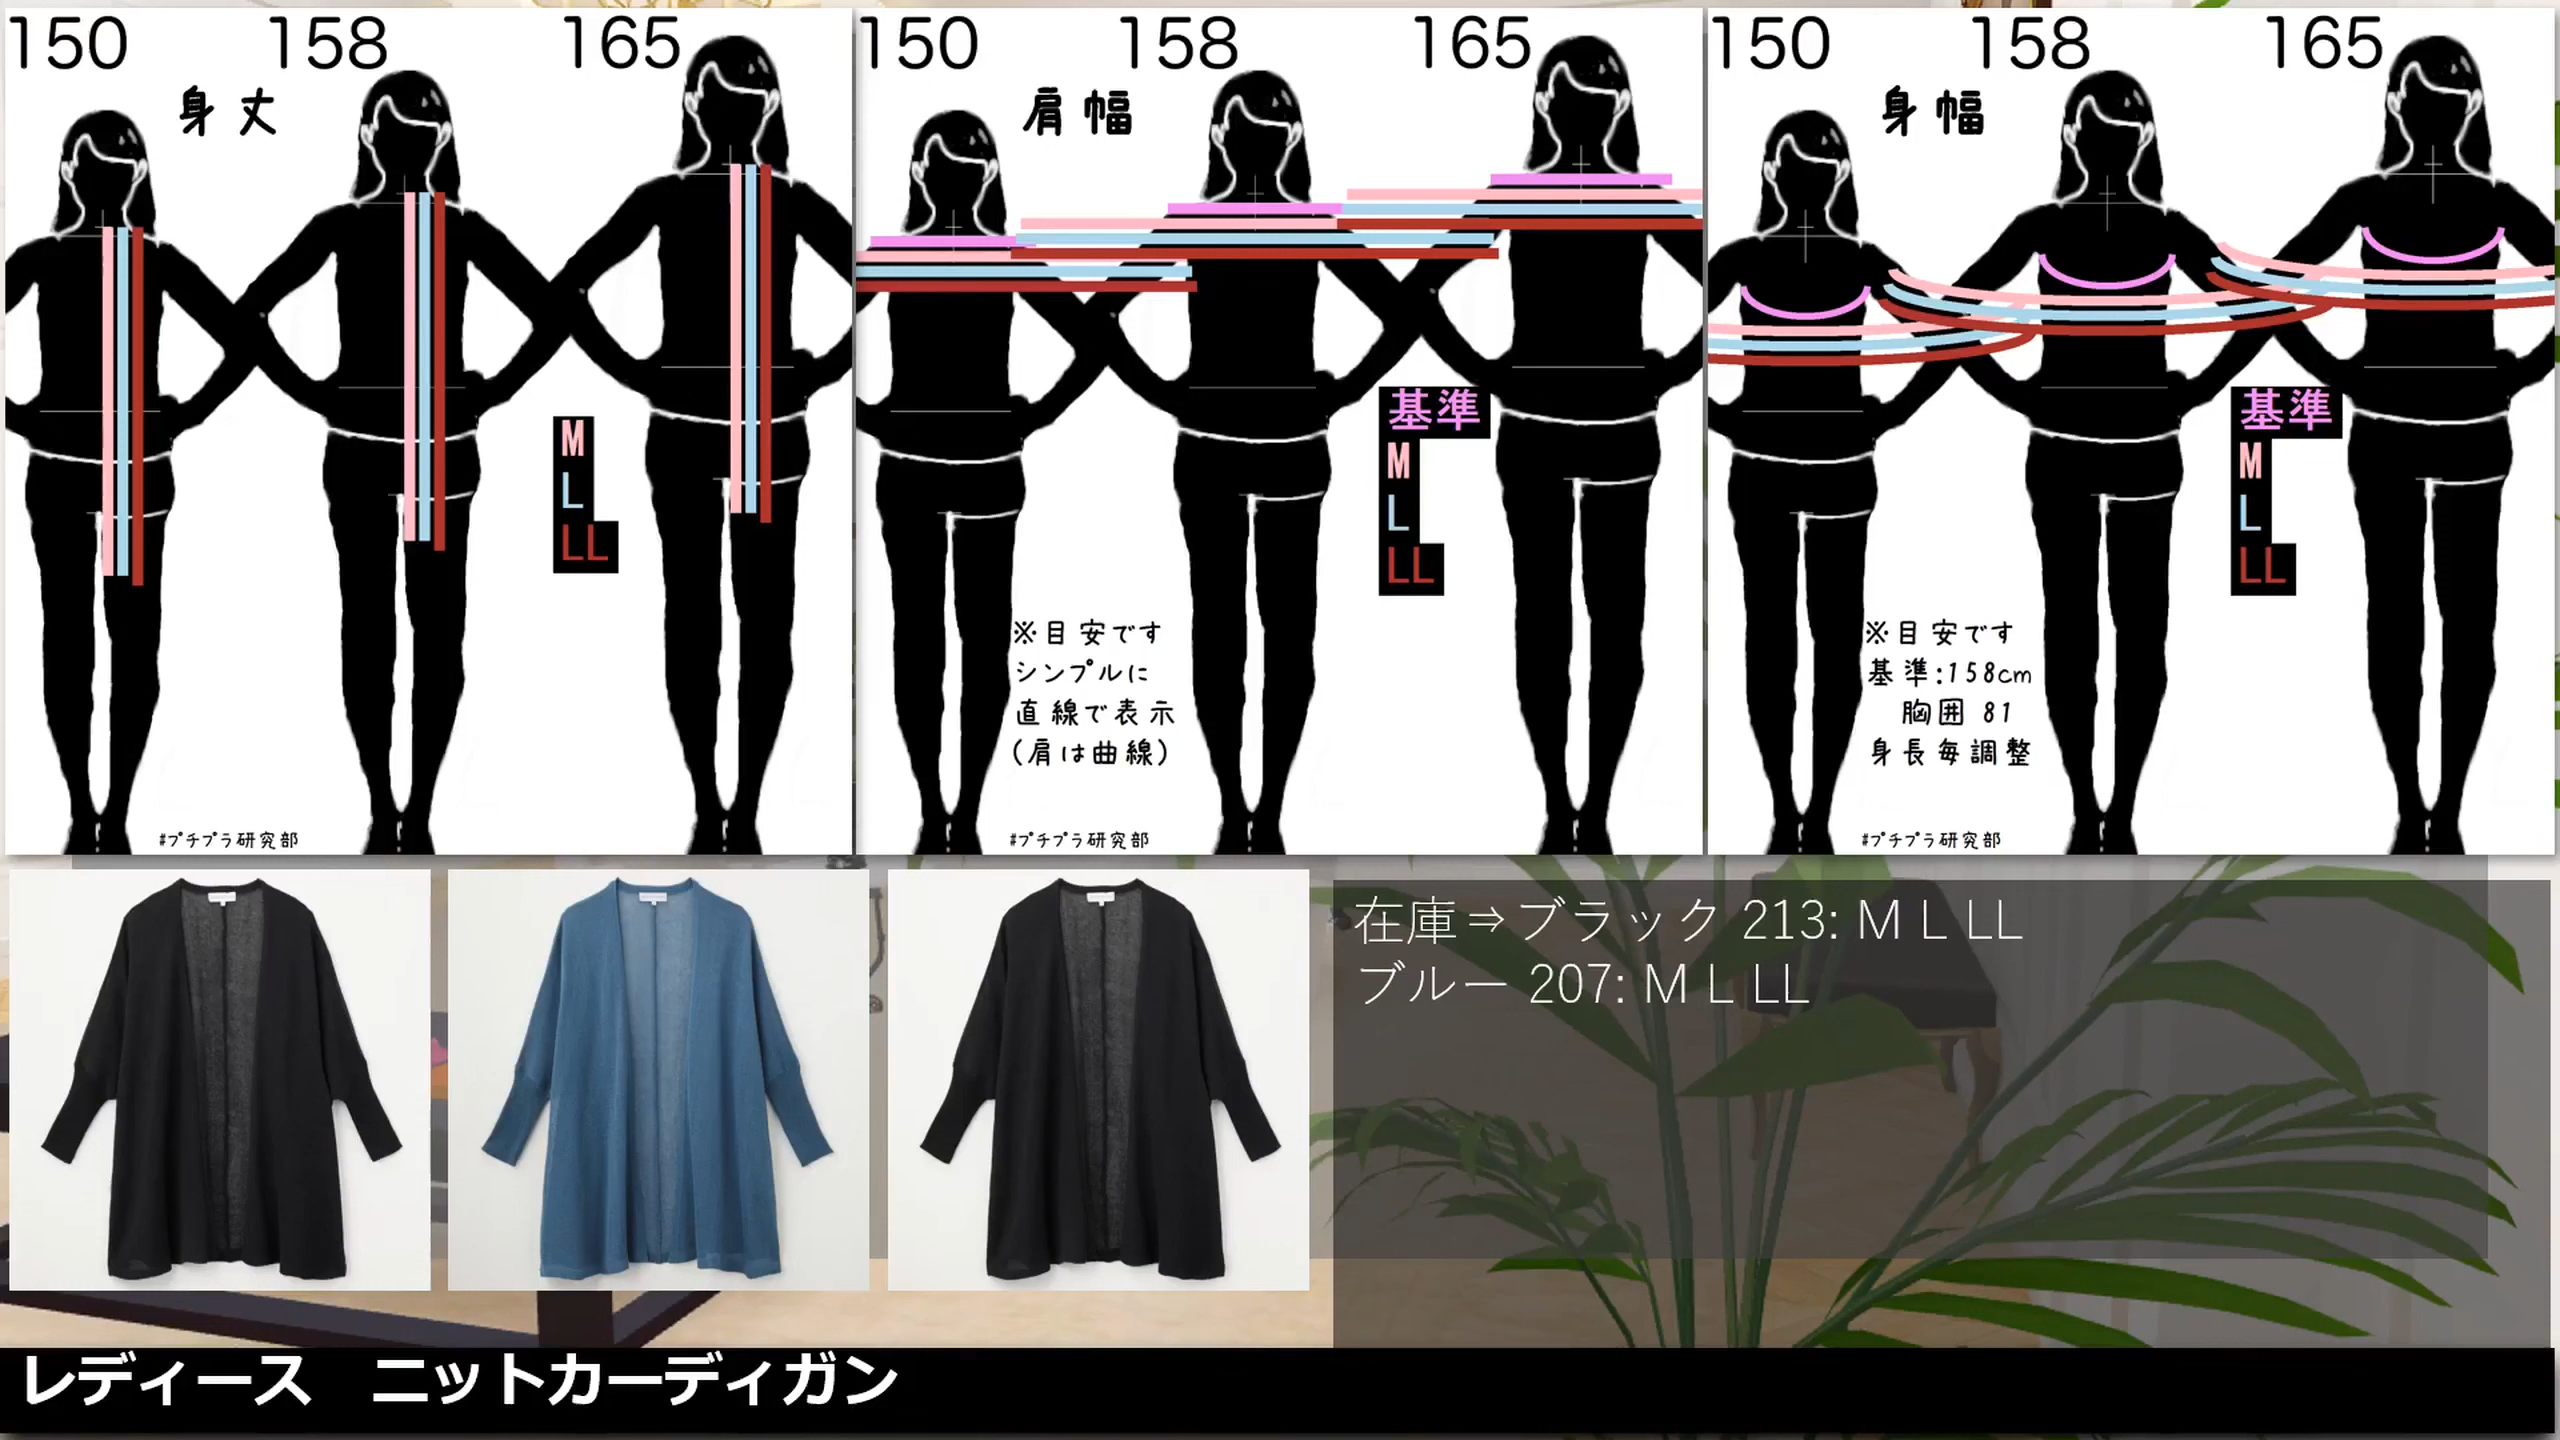 150 158 165
身丈
M
L
LL
#プチプラ研究部
150 158 165
肩幅
基準
M
L
LL
※目安です
シンプルに
直線で表示
(肩は曲線)
#プチプラ研究部
150 158 165
身幅
基準
M
L
LL
※目安です
基準:158cm
胸囲 81
身長毎調整
#プチプラ研究部
在庫⇒ブラック 213: M L LL
ブルー 207: M L LL
レディース　ニットカーディガン